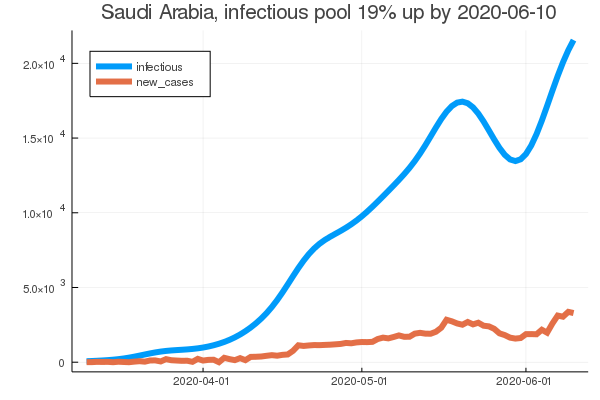 Saudi Arabia, infectious pool 19% up by 2020-06-10
infectious
new_cases
2.0×10⁴
1.5×10⁴
1.0×10⁴
5.0×10³
0
2020-04-01 2020-05-01 2020-06-01